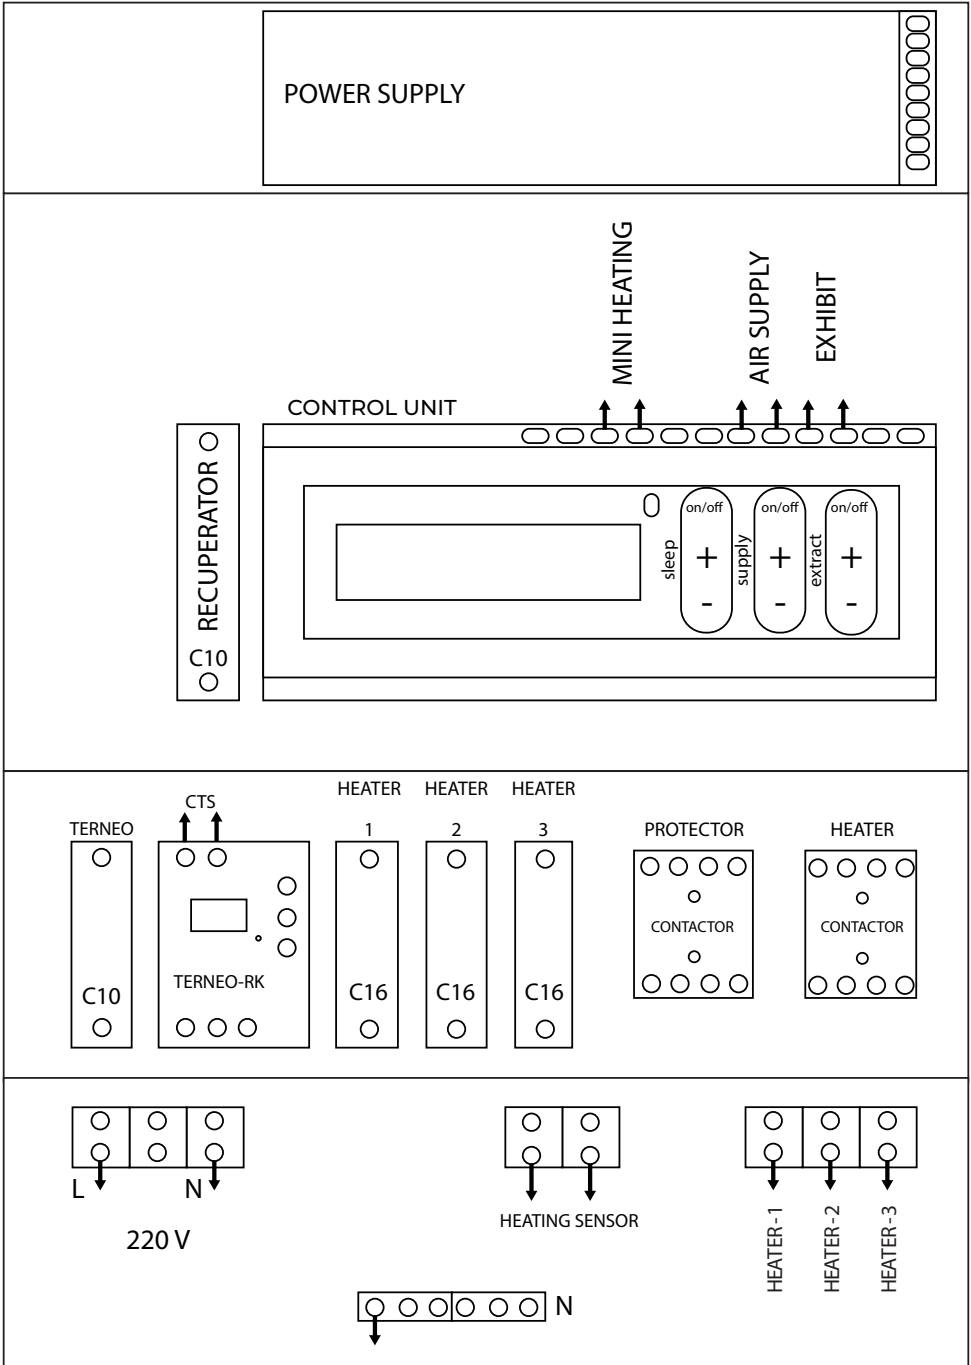 POWER SUPPLY
MINI HEATING
AIR SUPPLY
EXHIBIT
CONTROL UNIT
RECUPERATOR
C10
sleep
on/off
+
-
supply
on/off
+
-
extract
on/off
+
-
TERNEO
C10
CTS
TERNEO-RK
HEATER
1
C16
HEATER
2
C16
HEATER
3
C16
PROTECTOR
CONTACTOR
HEATER
CONTACTOR
L
N
220 V
HEATING SENSOR
HEATER-1
HEATER-2
HEATER-3
N